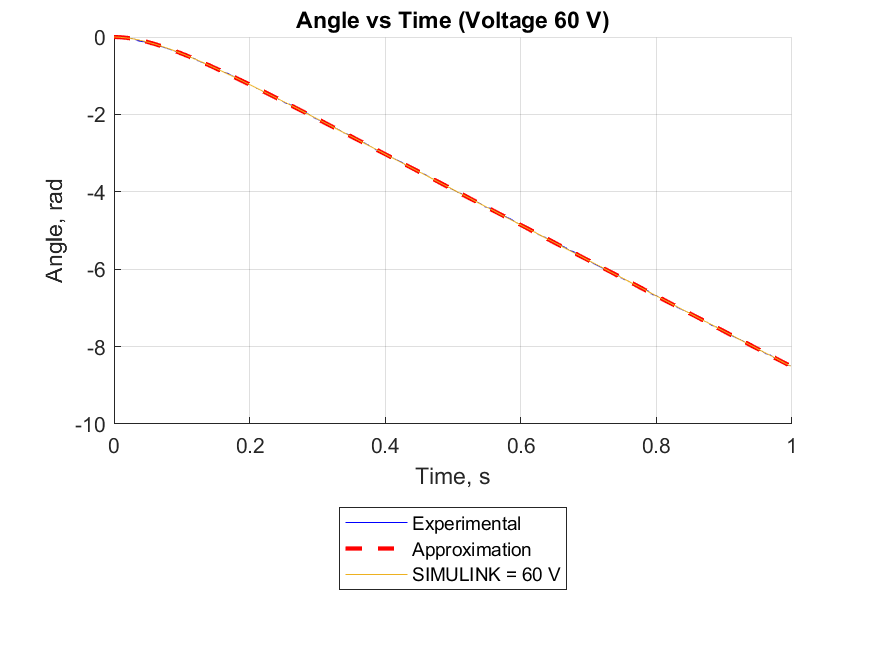 Angle vs Time (Voltage 60 V)
0
-2
-4
-6
-8
-10
Angle, rad
0 0.2 0.4 0.6 0.8 1
Time, s
Experimental
Approximation
SIMULINK = 60 V